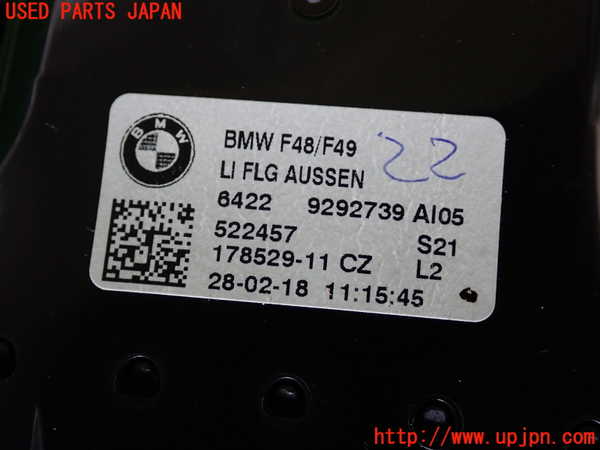 USED PARTS JAPAN
BMW
BMW F48/F49 22
LI FLG AUSSEN
6422 9292739 AI05
522457 S21
178529-11 CZ L2
28-02-18 11:15:45
www.upjpn.com